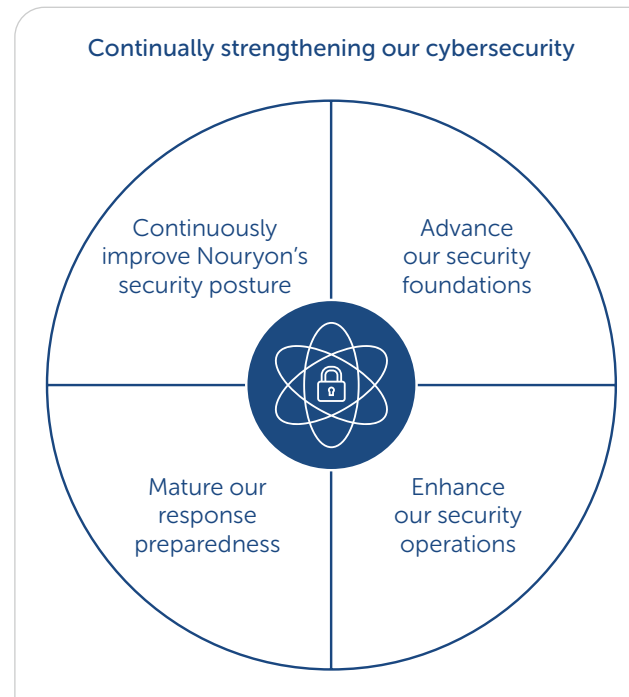 Continually strengthening our cybersecurity
Continuously
improve Nouryon's
security posture
Advance
our security
foundations
Mature our
response
preparedness
Enhance
our security
operations